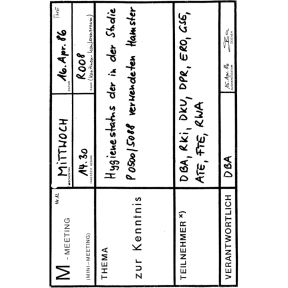 M - MEETING
(MINI-MEETING)
MITTWOCH
16. Apr. 86
14.30
R008
THEMA
zur Kenntnis
Hygienestatus der in der Studie
P0500/5088 verwendeten Hamster
TEILNEHMER *)
DBA, RKi, DKU, DPR, ERO, GSE,
ATE, FTE, RWA
VERANTWORTLICH
DBA